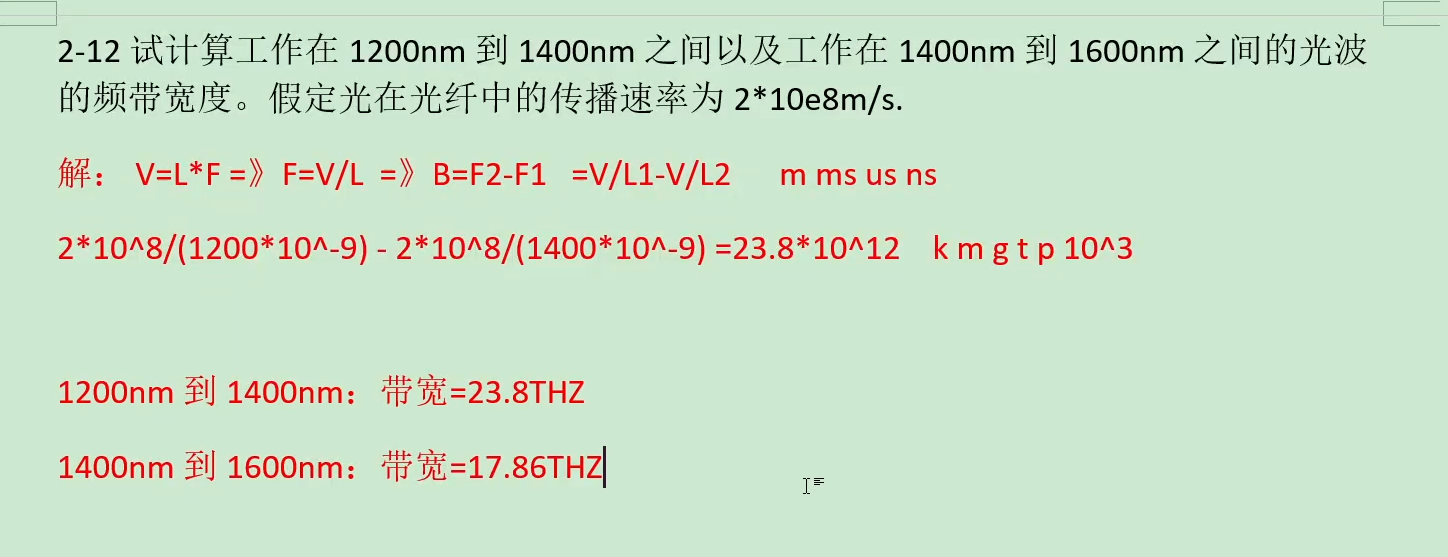 2-12 试计算工作在 1200nm 到 1400nm 之间以及工作在 1400nm 到 1600nm 之间的光波
的频带宽度。假定光在光纤中的传播速率为 2*10e8m/s.
解： V=L*F =》F=V/L =》B=F2-F1 =V/L1-V/L2 m ms us ns
2*10^8/(1200*10^-9) - 2*10^8/(1400*10^-9) =23.8*10^12 k m g t p 10^3
1200nm 到 1400nm：带宽=23.8THZ
1400nm 到 1600nm：带宽=17.86THZ